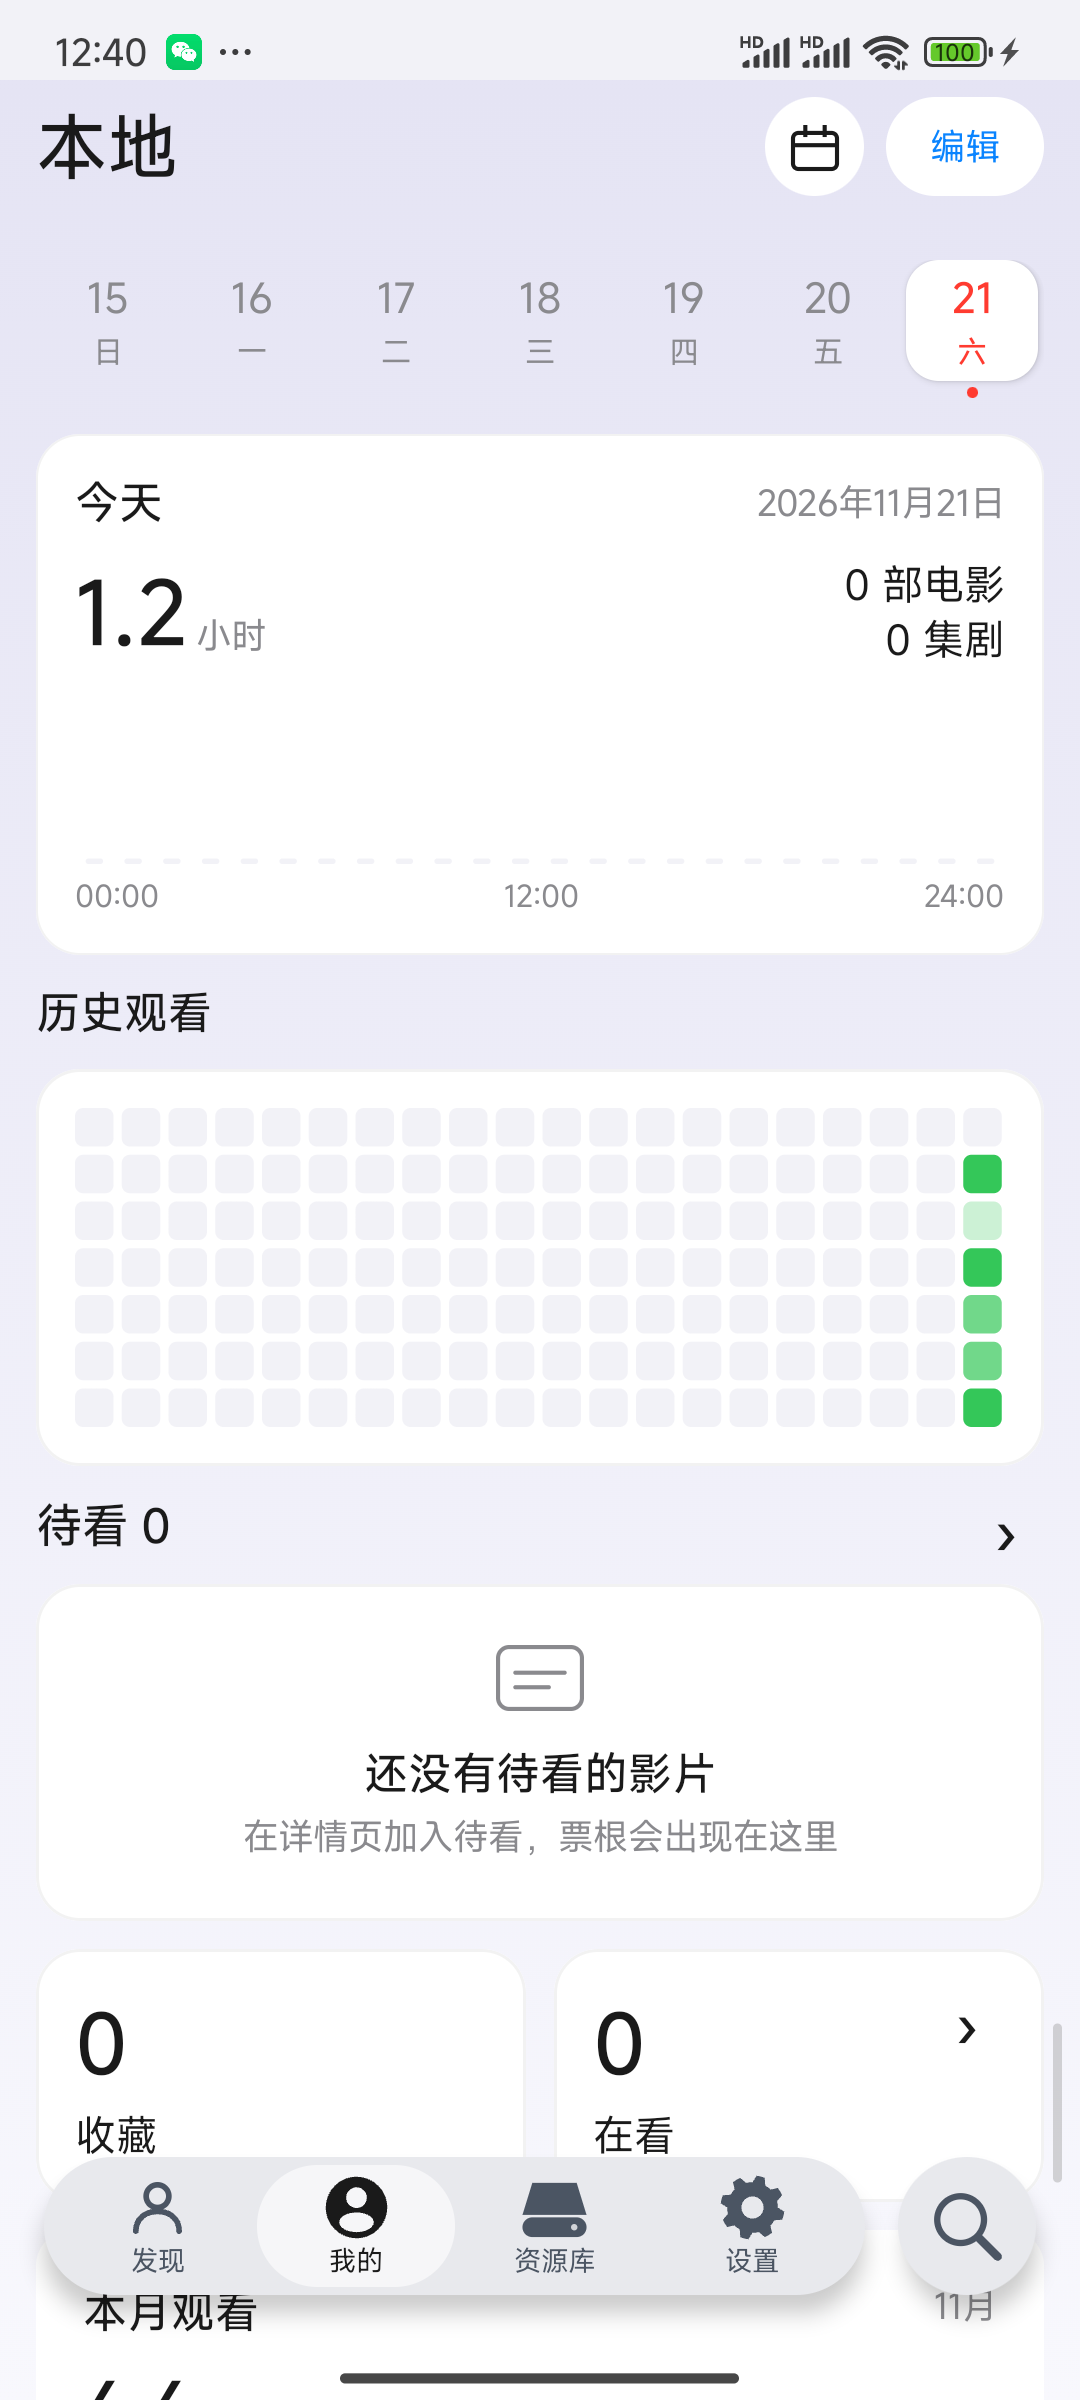 12:40 ... HD HD 100
本地
编辑
15 16 17 18 19 20 21
日 一 二 三 四 五 六
今天
2026年11月21日
1.2 小时
0 部电影
0 集剧
00:00 12:00 24:00
历史观看
待看 0
还没有待看的影片
在详情页加入待看，票根会出现在这里
0
收藏
0
在看
发现 我的 资源库 设置
本月观看
11月